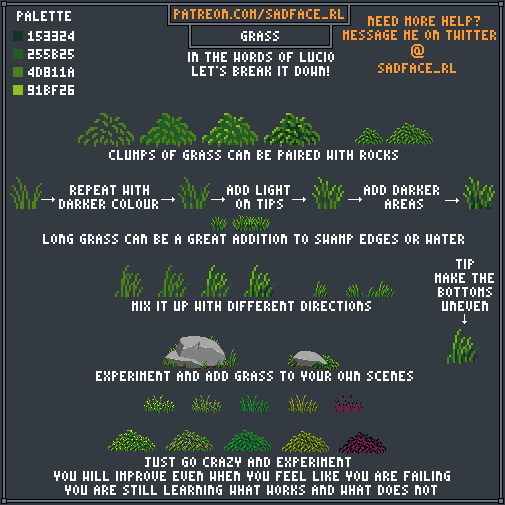 PALETTE
153324
255B25
4D811A
91BF26
PATREON.COM/SADFACE_RL
GRASS
IN THE WORDS OF LUCIO
LET'S BREAK IT DOWN!
NEED MORE HELP?
MESSAGE ME ON TWITTER
@
SADFACE_RL
CLUMPS OF GRASS CAN BE PAIRED WITH ROCKS
REPEAT WITH
DARKER COLOUR
ADD LIGHT
ON TIPS
ADD DARKER
AREAS
LONG GRASS CAN BE A GREAT ADDITION TO SWAMP EDGES OR WATER
MIX IT UP WITH DIFFERENT DIRECTIONS
TIP
MAKE THE
BOTTOMS
UNEVEN
EXPERIMENT AND ADD GRASS TO YOUR OWN SCENES
JUST GO CRAZY AND EXPERIMENT
YOU WILL IMPROVE EVEN WHEN YOU FEEL LIKE YOU ARE FAILING
YOU ARE STILL LEARNING WHAT WORKS AND WHAT DOES NOT